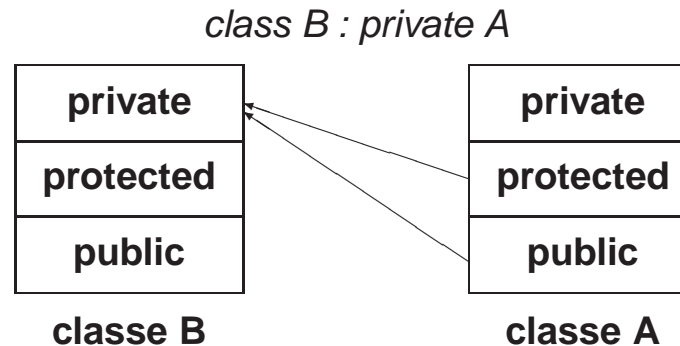 class B : private A
private
private
protected
protected
public
public
classe B
classe A